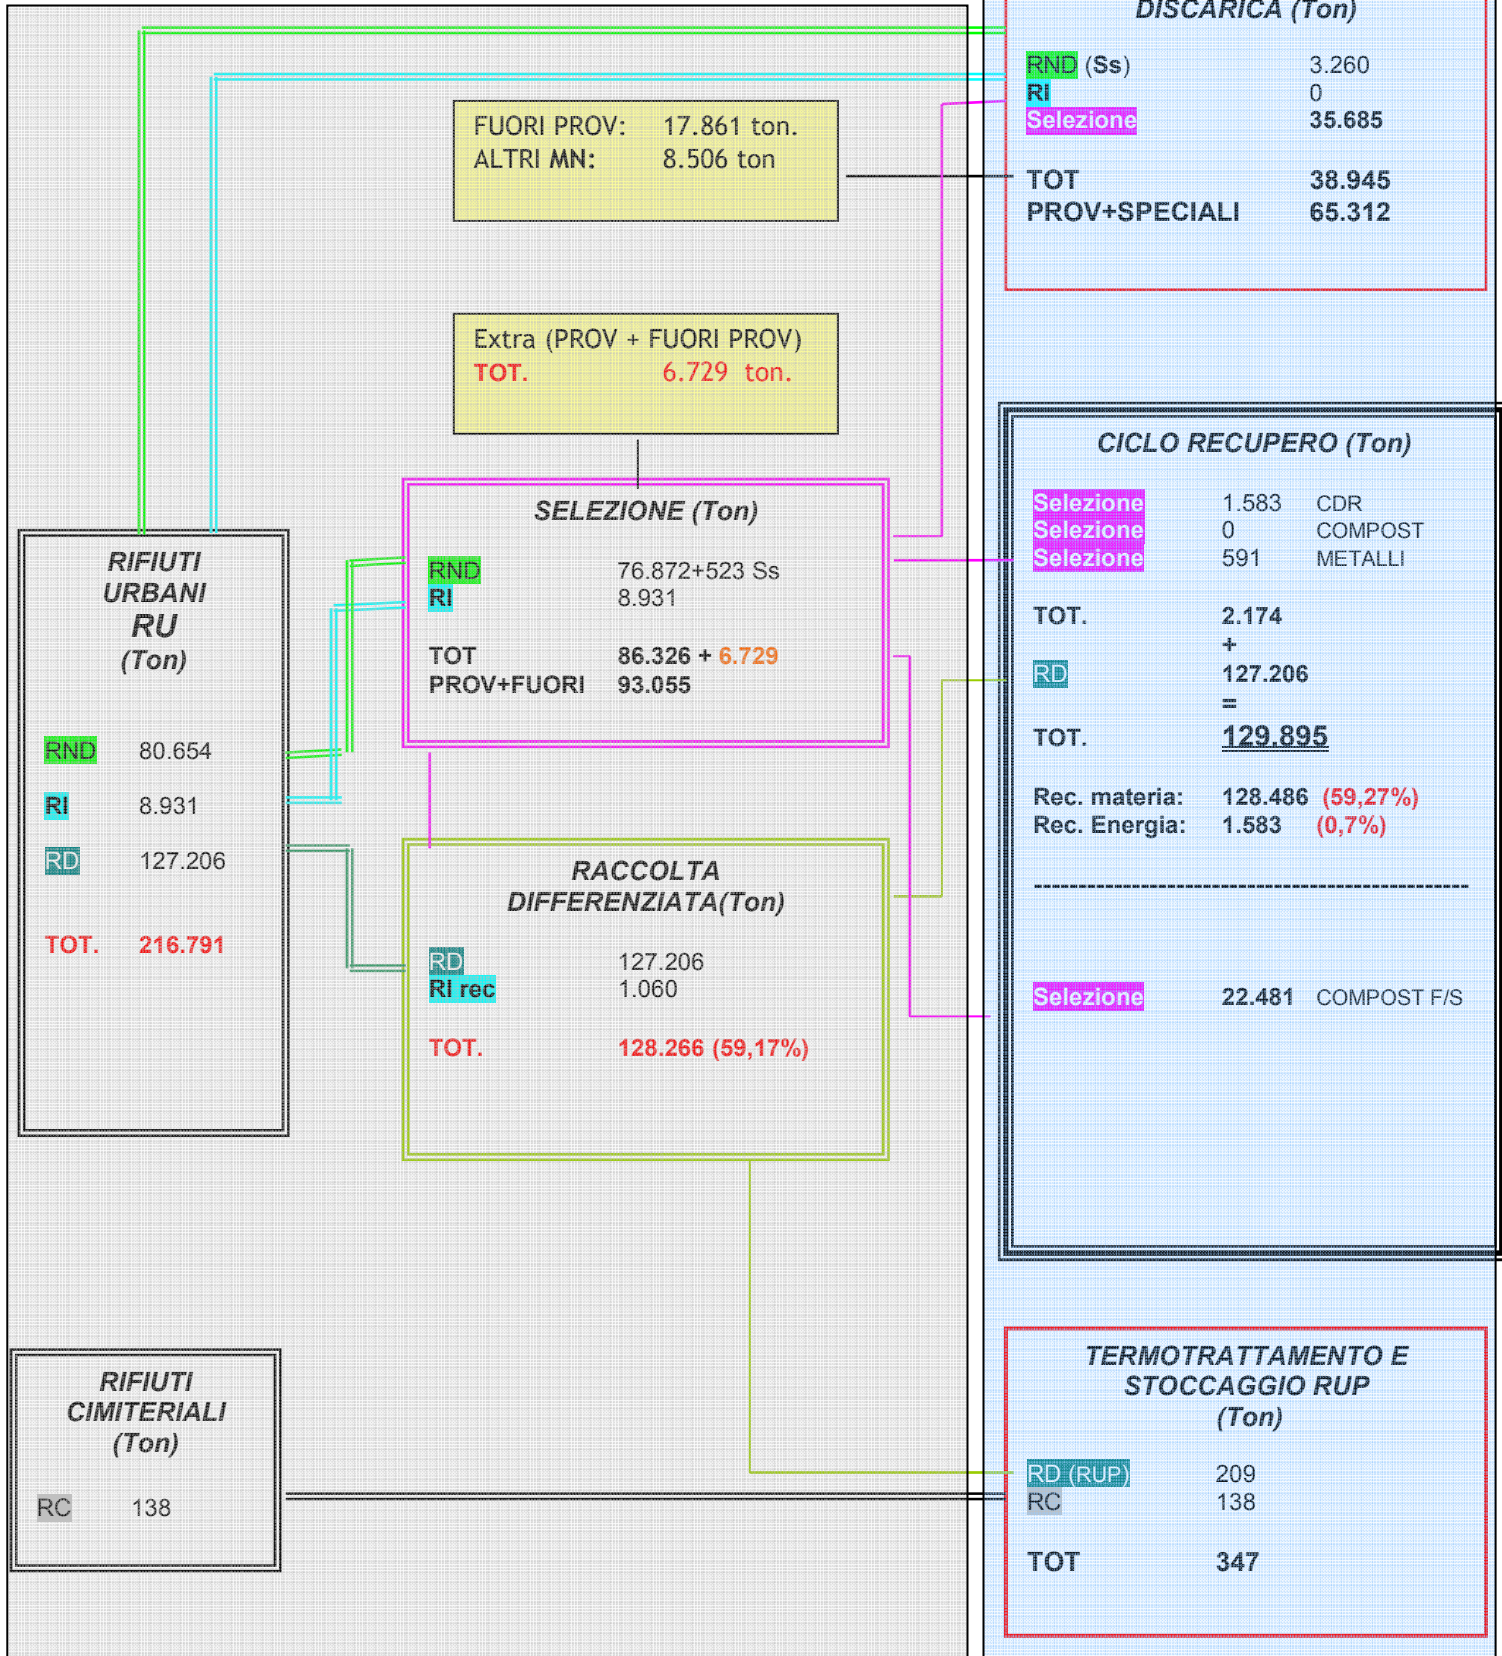 DISCARICA (Ton)
RND (Ss) 3.260
RI 0
Selezione 35.685
TOT 38.945
PROV+SPECIALI 65.312
FUORI PROV: 17.861 ton.
ALTRI MN: 8.506 ton
Extra (PROV + FUORI PROV)
TOT. 6.729 ton.
SELEZIONE (Ton)
RND 76.872+523 Ss
RI 8.931
TOT 86.326 + 6.729
PROV+FUORI 93.055
RIFIUTI
URBANI
RU
(Ton)
RND 80.654
RI 8.931
RD 127.206
TOT. 216.791
RACCOLTA
DIFFERENZIATA(Ton)
RD 127.206
RI rec 1.060
TOT. 128.266 (59,17%)
CICLO RECUPERO (Ton)
Selezione 1.583 CDR
Selezione 0 COMPOST
Selezione 591 METALLI
TOT. 2.174
+
RD 127.206
=
TOT. 129.895
Rec. materia: 128.486 (59,27%)
Rec. Energia: 1.583 (0,7%)
Selezione 22.481 COMPOST F/S
RIFIUTI
CIMITERIALI
(Ton)
RC 138
TERMOTRATTAMENTO E
STOCCAGGIO RUP
(Ton)
RD (RUP) 209
RC 138
TOT 347